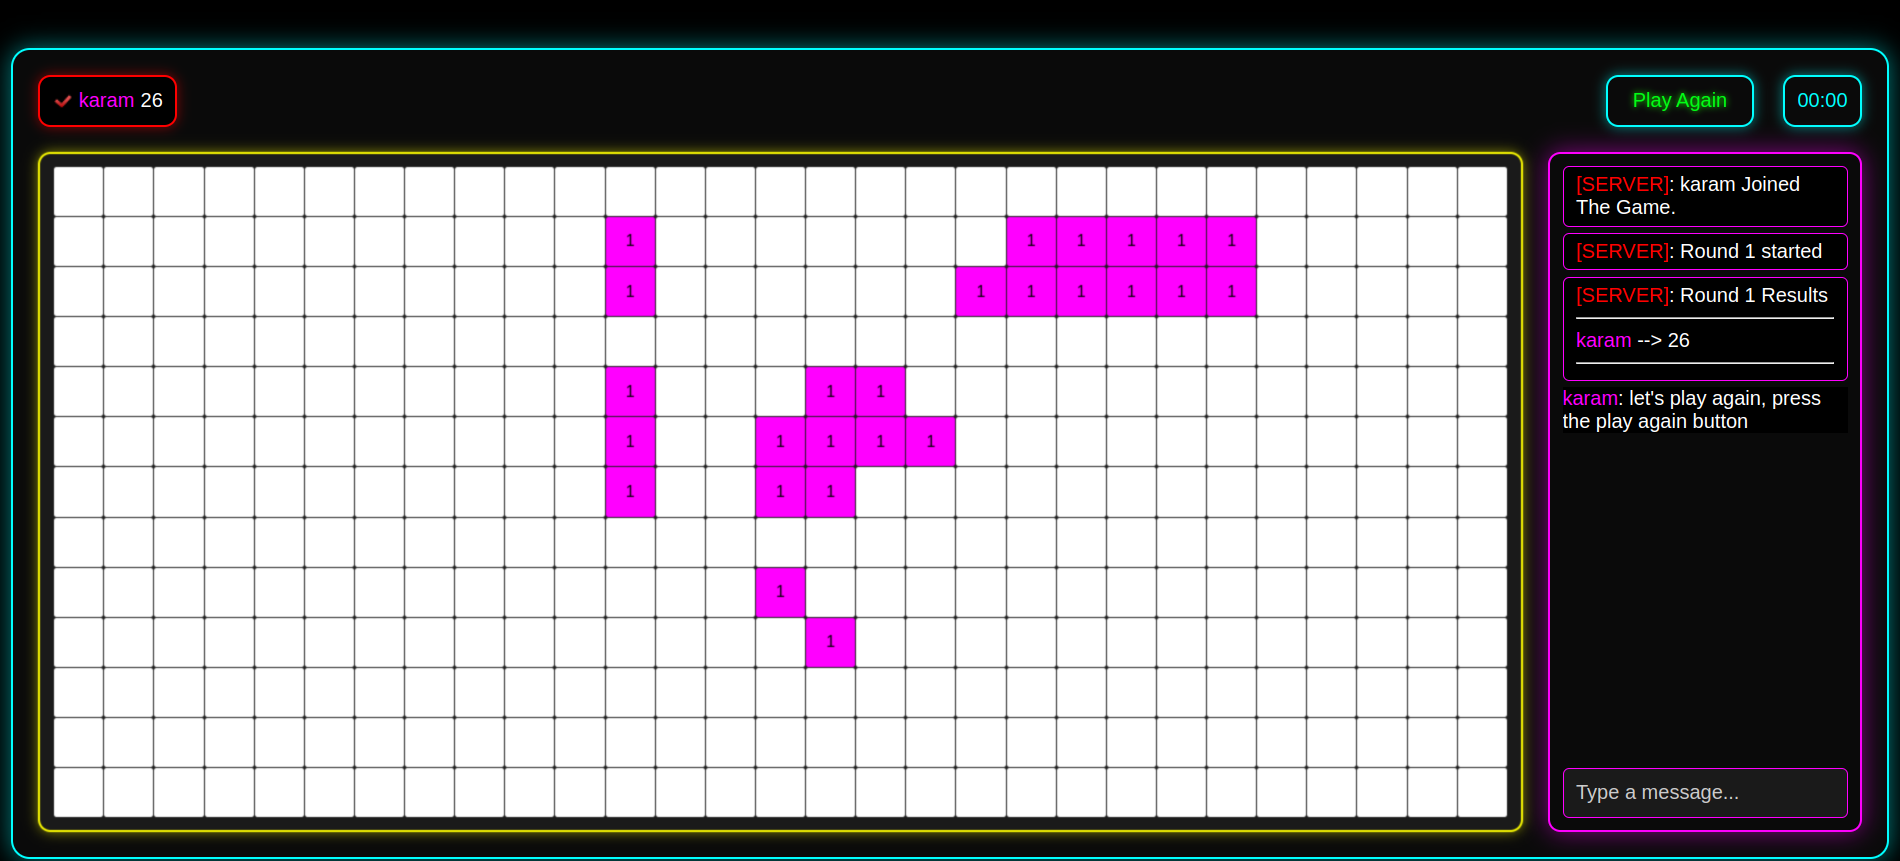 karam 26
Play Again
00:00
1
1 1 1 1 1
1
1 1 1 1 1 1
1
1 1
1
1 1 1 1
1
1 1
1
1
[SERVER]: karam Joined
The Game.
[SERVER]: Round 1 started
[SERVER]: Round 1 Results
karam --> 26
karam: let's play again, press
the play again button
Type a message...